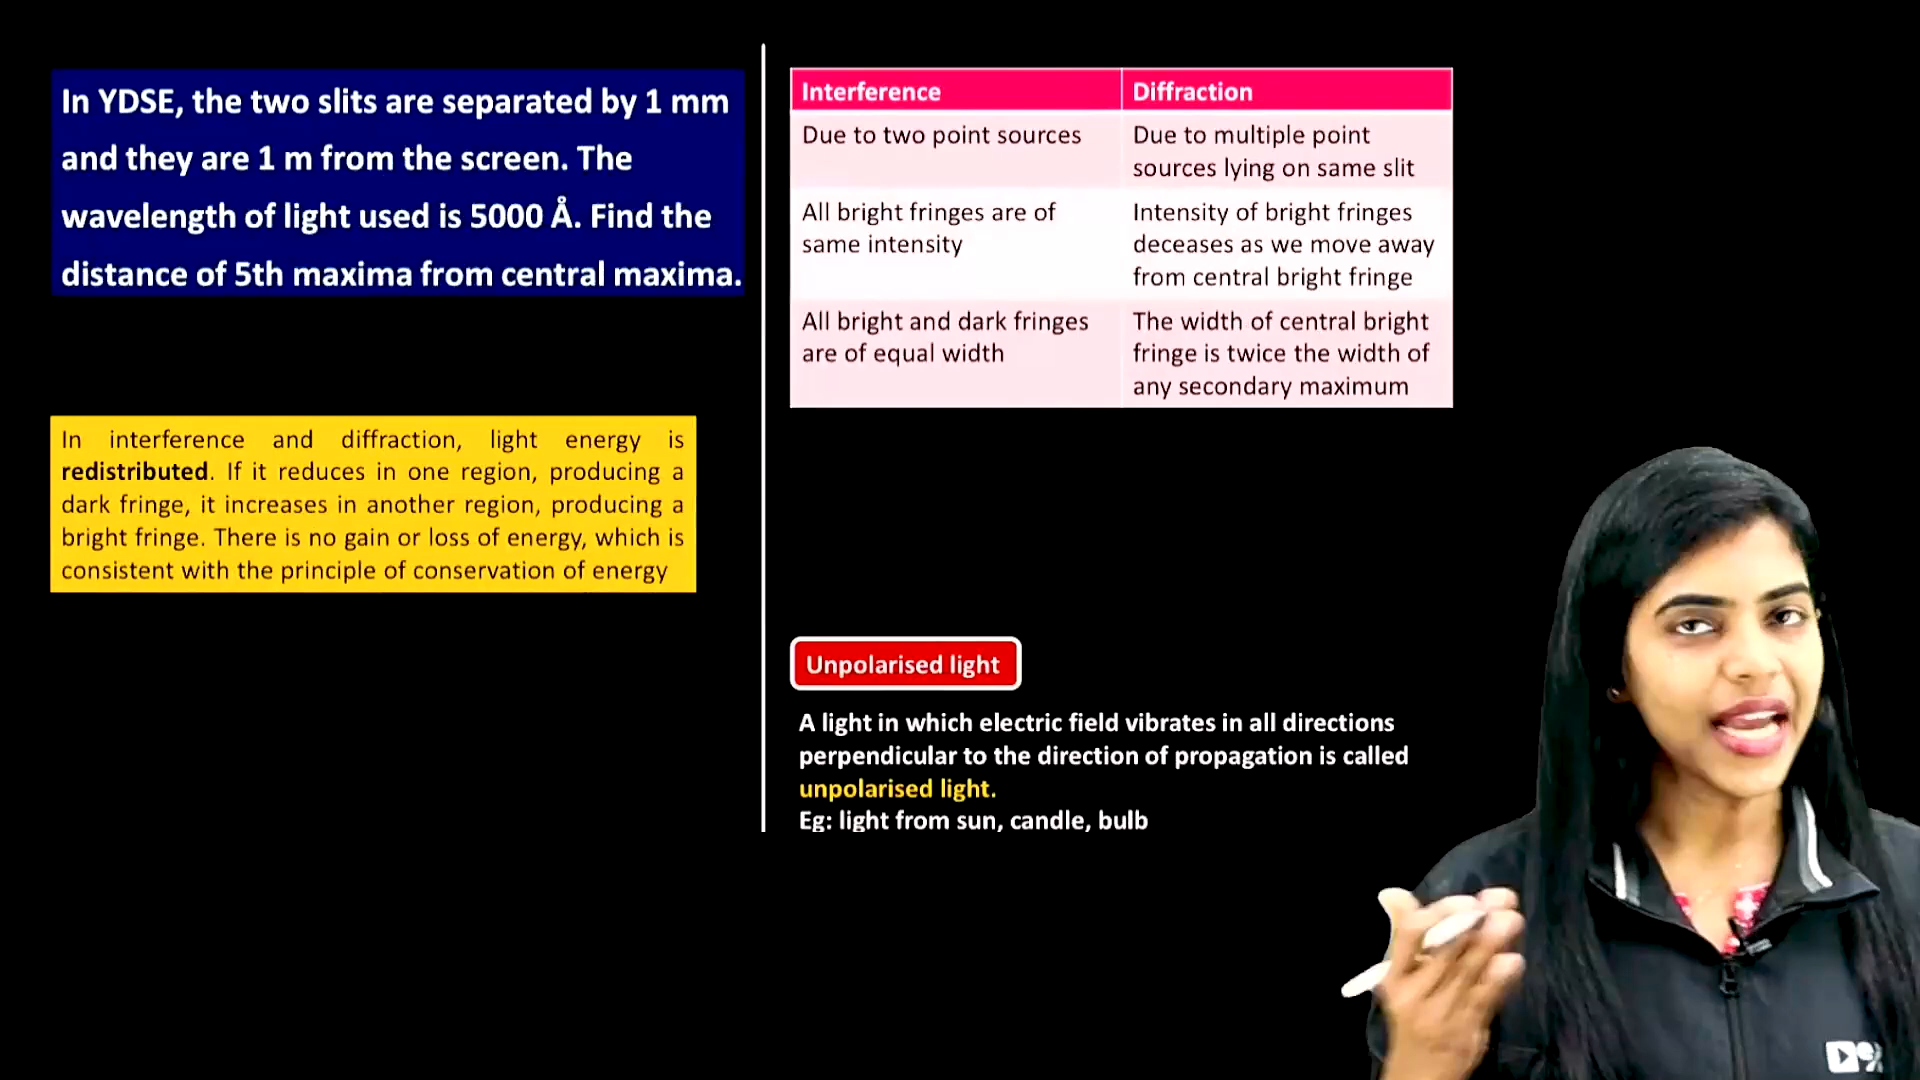 In YDSE, the two slits are separated by 1 mm
and they are 1 m from the screen. The
wavelength of light used is 5000 Å. Find the
distance of 5th maxima from central maxima.
In interference and diffraction, light energy is
redistributed. If it reduces in one region, producing a
dark fringe, it increases in another region, producing a
bright fringe. There is no gain or loss of energy, which is
consistent with the principle of conservation of energy
Interference
Diffraction
Due to two point sources
Due to multiple point
sources lying on same slit
All bright fringes are of
same intensity
Intensity of bright fringes
deceases as we move away
from central bright fringe
All bright and dark fringes
are of equal width
The width of central bright
fringe is twice the width of
any secondary maximum
Unpolarised light
A light in which electric field vibrates in all directions
perpendicular to the direction of propagation is called
unpolarised light.
Eg: light from sun, candle, bulb